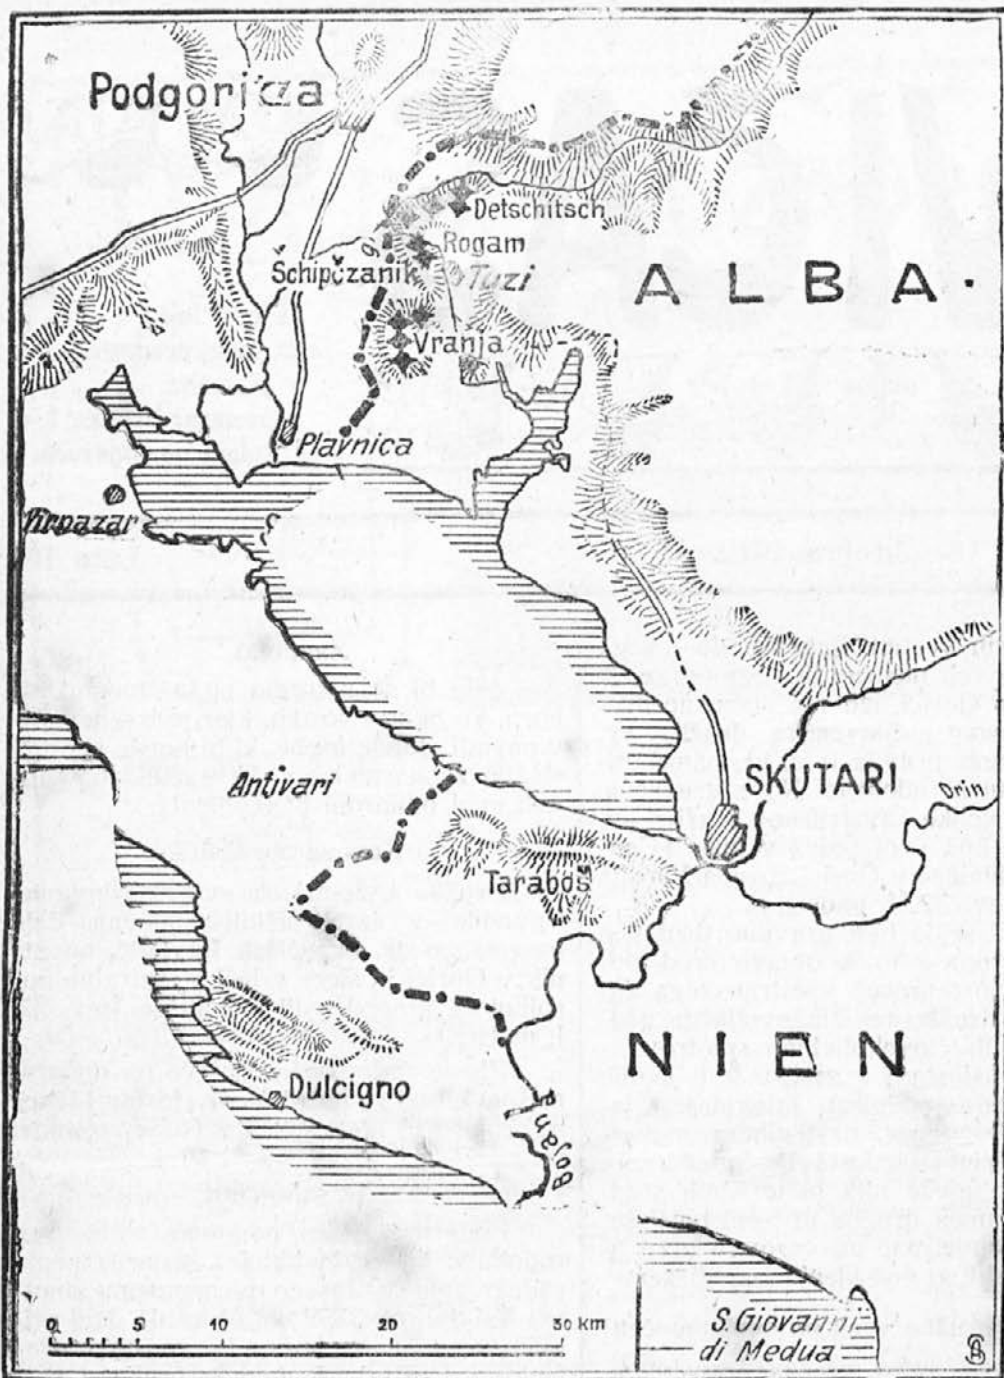 Podgoritza
Detschitsch
Rogam
Tuzi
Schipčzanik
ALBA-
Vranja
Plavnica
Virpazar
Antivari
SKUTARI
Drin
Taraboš
NIEN
Dulcigno
Bojana
0 5 10 20 30 km
S. Giovanni
di Medua